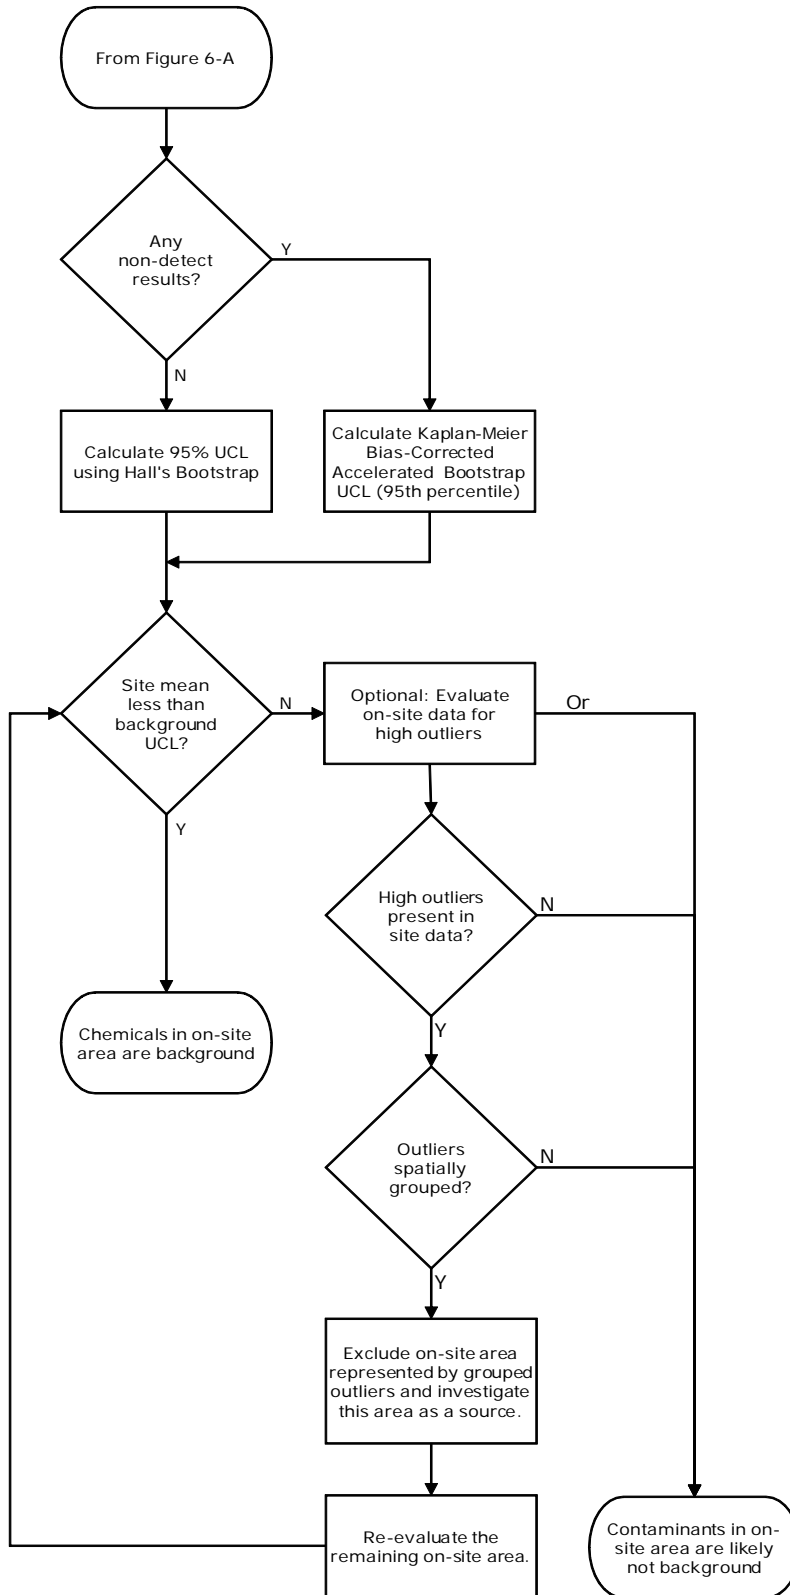 From Figure 6-A
Any
non-detect
results?
Y
N
Calculate 95% UCL
using Hall's Bootstrap
Calculate Kaplan-Meier
Bias-Corrected
Accelerated Bootstrap
UCL (95th percentile)
Site mean
less than
background
UCL?
N
Optional: Evaluate
on-site data for
high outliers
Or
Y
High outliers
present in
site data?
N
Y
Chemicals in on-site
area are background
Outliers
spatially
grouped?
N
Y
Exclude on-site area
represented by grouped
outliers and investigate
this area as a source.
Re-evaluate the
remaining on-site area.
Contaminants in on-
site area are likely
not background